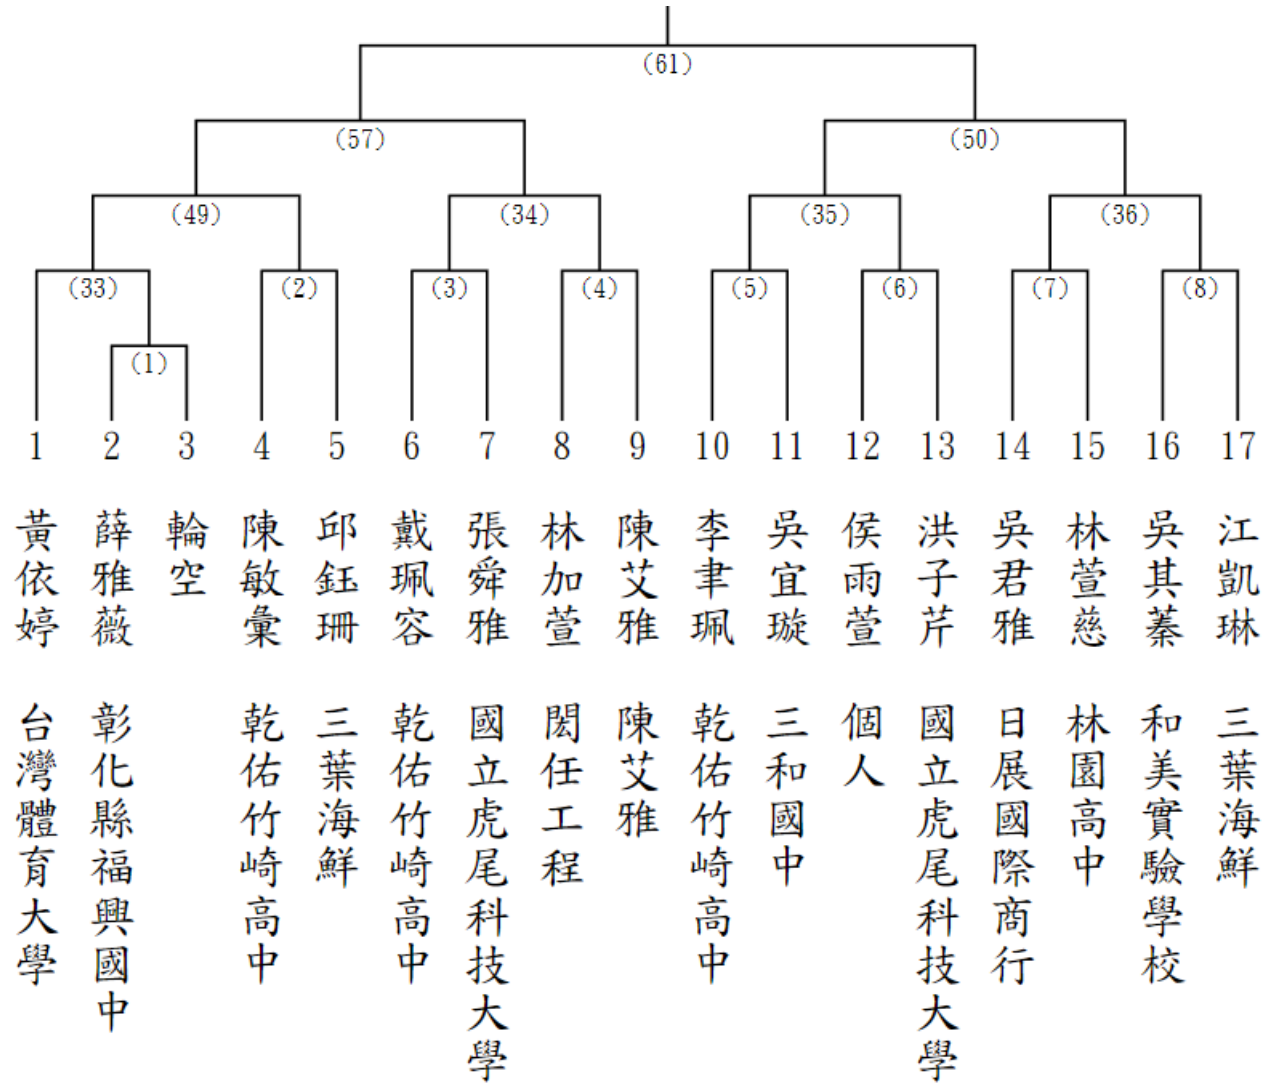 (61)
(57)
(50)
(49)
(34)
(35)
(36)
(33)
(2)
(3)
(4)
(5)
(6)
(7)
(8)
(1)
1
2
3
4
5
6
7
8
9
10
11
12
13
14
15
16
17
黃依婷
薛雅薇
輪空
陳敏彙
邱鈺珊
戴珮容
張舜雅
林加萱
陳艾雅
李聿珮
吳宜璇
侯雨萱
洪子芹
吳君雅
林萱慈
吳其蓁
江凱琳
台灣體育大學
彰化縣福興國中
乾佑竹崎高中
三葉海鮮
乾佑竹崎高中
國立虎尾科技大學
閎任工程
陳艾雅
乾佑竹崎高中
三和國中
個人
國立虎尾科技大學
日展國際商行
林園高中
和美實驗學校
三葉海鮮